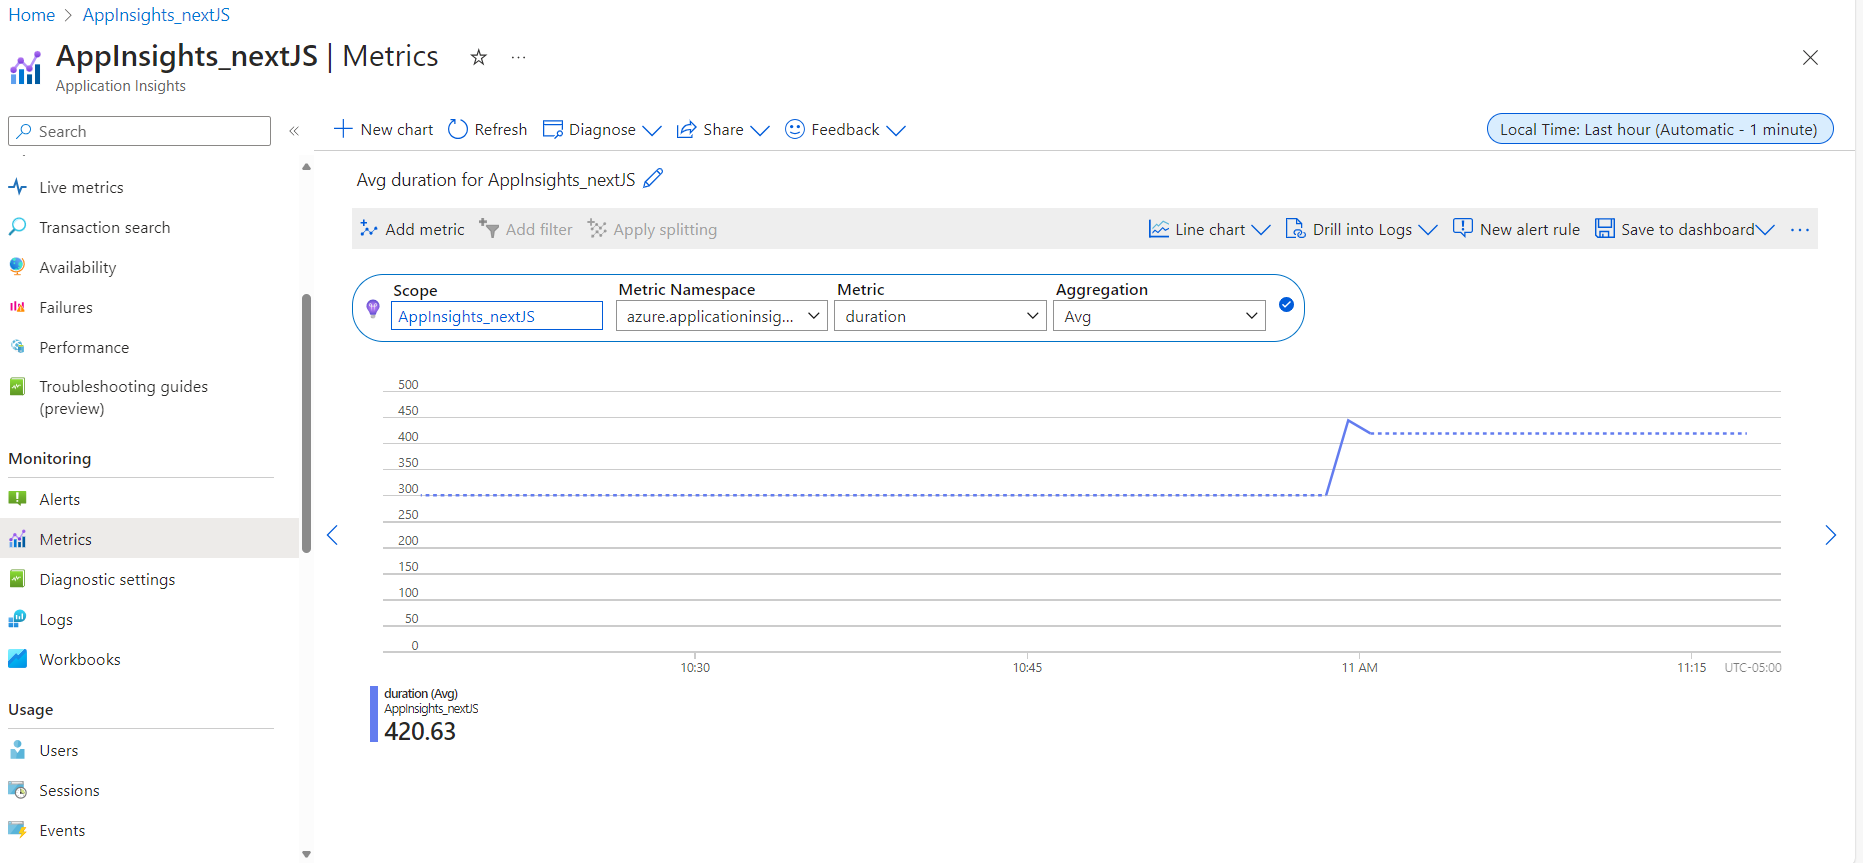 Home > AppInsights_nextJS
AppInsights_nextJS | Metrics
Application Insights
Search
Live metrics
Transaction search
Availability
Failures
Performance
Troubleshooting guides
(preview)
Monitoring
Alerts
Metrics
Diagnostic settings
Logs
Workbooks
Usage
Users
Sessions
Events
New chart Refresh Diagnose Share Feedback
Local Time: Last hour (Automatic - 1 minute)
Avg duration for AppInsights_nextJS
Add metric Add filter Apply splitting Line chart Drill into Logs New alert rule Save to dashboard
Scope Metric Namespace Metric Aggregation
AppInsights_nextJS azure.applicationinsig... duration Avg
500
450
400
350
300
250
200
150
100
50
0
10:30 10:45 11 AM 11:15 UTC-05:00
duration (Avg)
AppInsights_nextJS
420.63